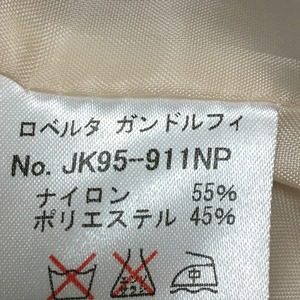 ロベルタ ガンドルフィ
No. JK95-911NP
ナイロン 55%
ポリエステル 45%
中